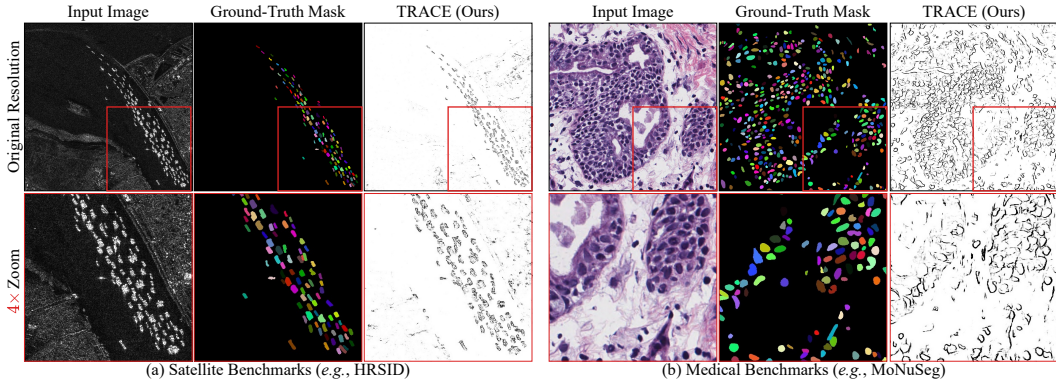 Input Image Ground-Truth Mask TRACE (Ours) Input Image Ground-Truth Mask TRACE (Ours)
Original Resolution
4× Zoom
(a) Satellite Benchmarks (e.g., HRSID) (b) Medical Benchmarks (e.g., MoNuSeg)